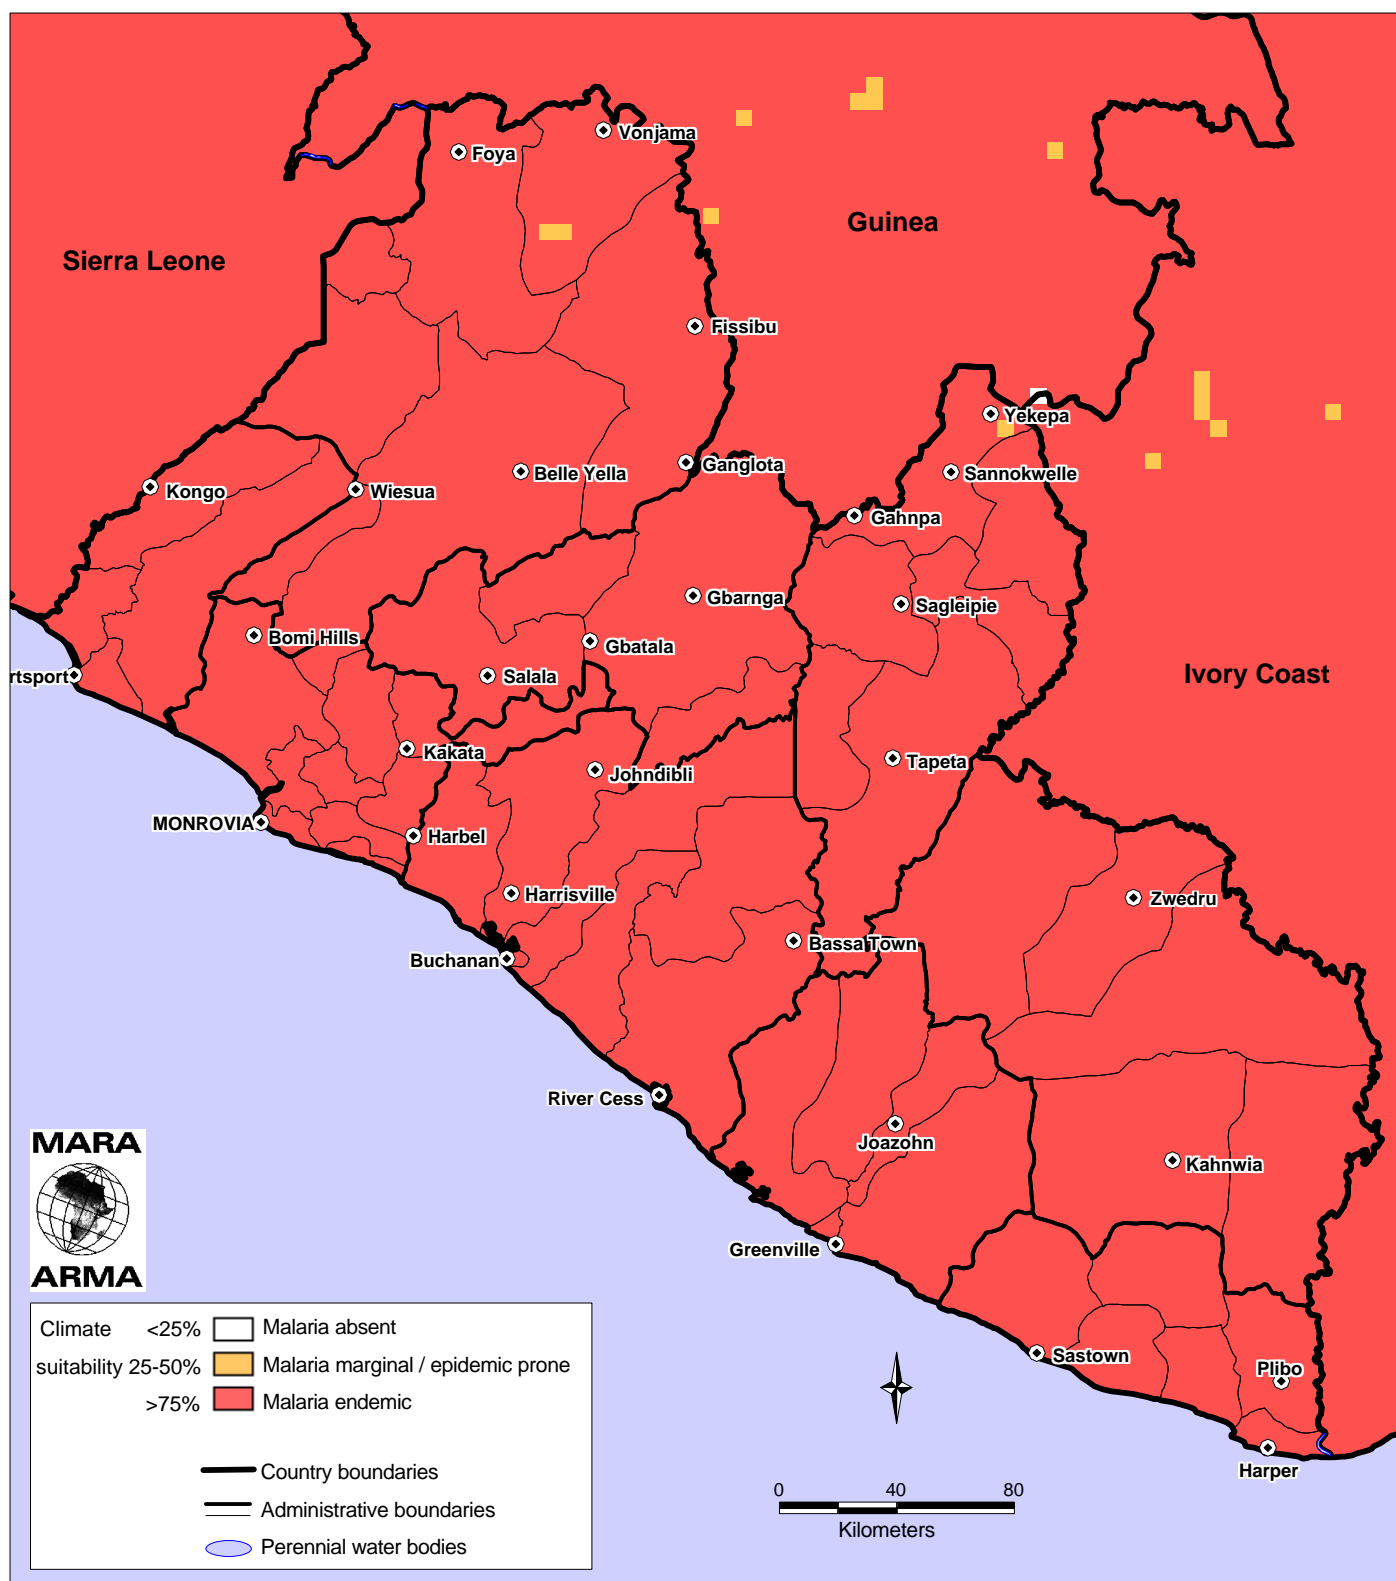 Vonjama
Foya
Guinea
Sierra Leone
Fissibu
Yekepa
Ganglota
Belle Yella
Sannokwelle
Kongo
Wiesua
Gahnpa
Gbarnga
Sagleipie
Bomi Hills
Gbatala
rtsport
Salala
Ivory Coast
Kakata
Johndibli
Tapeta
MONROVIA
Harbel
Harrisville
Zwedru
Bassa Town
Buchanan
River Cess
Joazohn
Kahnwia
MARA
ARMA
Greenville
Sastown
Plibo
Harper
Climate <25% Malaria absent
suitability 25-50% Malaria marginal / epidemic prone
>75% Malaria endemic
Country boundaries
Administrative boundaries
Perennial water bodies
0 40 80
Kilometers